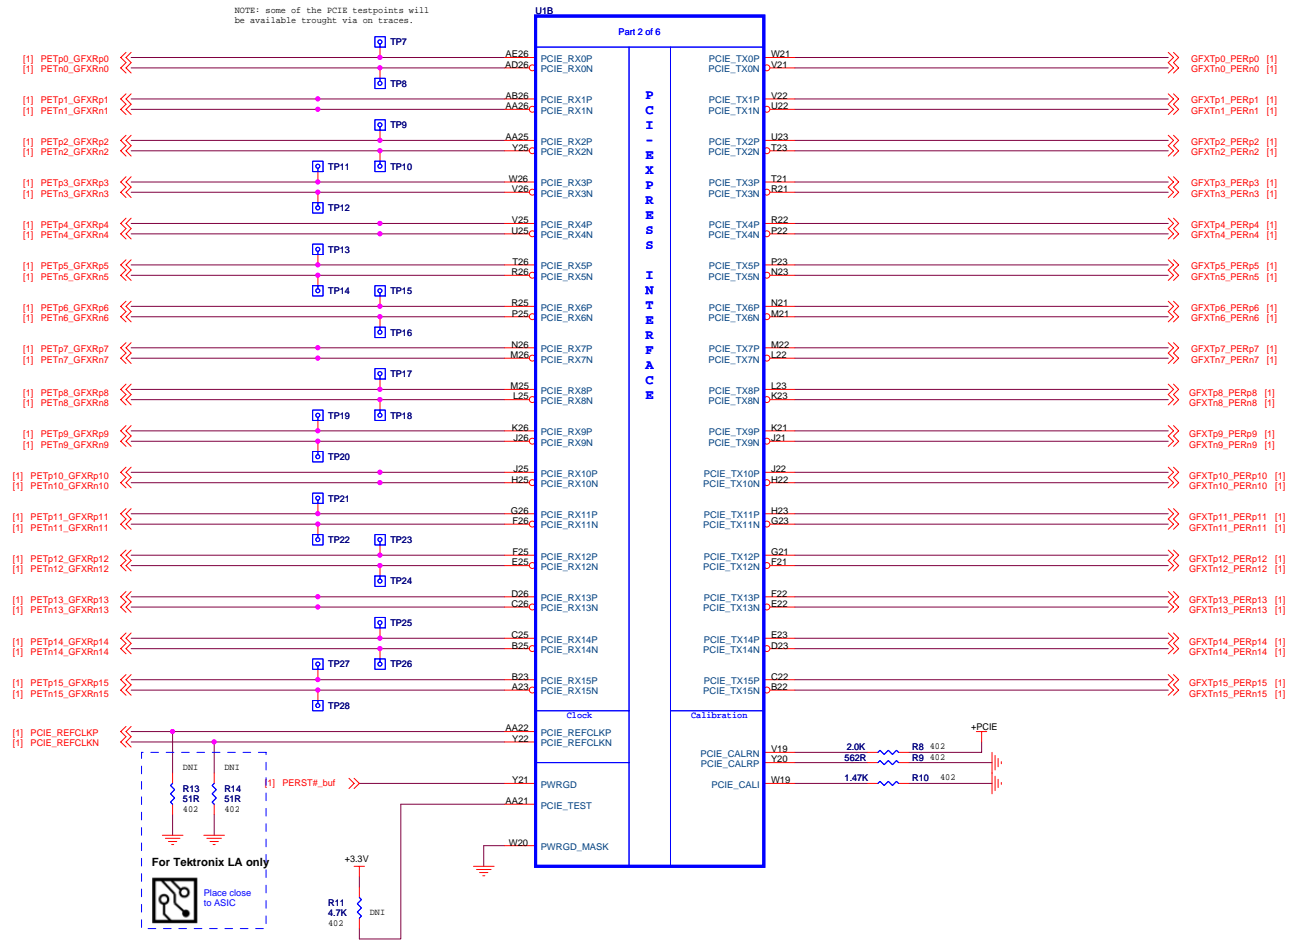 NOTE: some of the PCIE testpoints will
be available trought via on traces.
U1B
Part 2 of 6
PCI-EXPRESS INTERFACE
TP7
[1] PETp0_GFXRp0 AE26 PCIE_RX0P PCIE_TX0P W21 GFXTp0_PERp0 [1]
[1] PETn0_GFXRn0 AD26 PCIE_RX0N PCIE_TX0N V21 GFXTn0_PERn0 [1]
TP8
[1] PETp1_GFXRp1 AB26 PCIE_RX1P PCIE_TX1P V22 GFXTp1_PERp1 [1]
[1] PETn1_GFXRn1 AA26 PCIE_RX1N PCIE_TX1N U22 GFXTn1_PERn1 [1]
TP9
[1] PETp2_GFXRp2 AA25 PCIE_RX2P PCIE_TX2P U23 GFXTp2_PERp2 [1]
[1] PETn2_GFXRn2 Y25 PCIE_RX2N PCIE_TX2N T23 GFXTn2_PERn2 [1]
TP11 TP10
[1] PETp3_GFXRp3 W26 PCIE_RX3P PCIE_TX3P T21 GFXTp3_PERp3 [1]
[1] PETn3_GFXRn3 V26 PCIE_RX3N PCIE_TX3N R21 GFXTn3_PERn3 [1]
TP12
[1] PETp4_GFXRp4 V25 PCIE_RX4P PCIE_TX4P R22 GFXTp4_PERp4 [1]
[1] PETn4_GFXRn4 U25 PCIE_RX4N PCIE_TX4N P22 GFXTn4_PERn4 [1]
TP13
[1] PETp5_GFXRp5 T26 PCIE_RX5P PCIE_TX5P P23 GFXTp5_PERp5 [1]
[1] PETn5_GFXRn5 R26 PCIE_RX5N PCIE_TX5N N23 GFXTn5_PERn5 [1]
TP14 TP15
[1] PETp6_GFXRp6 R25 PCIE_RX6P PCIE_TX6P N21 GFXTp6_PERp6 [1]
[1] PETn6_GFXRn6 P25 PCIE_RX6N PCIE_TX6N M21 GFXTn6_PERn6 [1]
TP16
[1] PETp7_GFXRp7 N26 PCIE_RX7P PCIE_TX7P M22 GFXTp7_PERp7 [1]
[1] PETn7_GFXRn7 M26 PCIE_RX7N PCIE_TX7N L22 GFXTn7_PERn7 [1]
TP17
[1] PETp8_GFXRp8 M25 PCIE_RX8P PCIE_TX8P L23 GFXTp8_PERp8 [1]
[1] PETn8_GFXRn8 L25 PCIE_RX8N PCIE_TX8N K23 GFXTn8_PERn8 [1]
TP19 TP18
[1] PETp9_GFXRp9 K26 PCIE_RX9P PCIE_TX9P K21 GFXTp9_PERp9 [1]
[1] PETn9_GFXRn9 J26 PCIE_RX9N PCIE_TX9N J21 GFXTn9_PERn9 [1]
TP20
[1] PETp10_GFXRp10 J25 PCIE_RX10P PCIE_TX10P J22 GFXTp10_PERp10 [1]
[1] PETn10_GFXRn10 H25 PCIE_RX10N PCIE_TX10N H22 GFXTn10_PERn10 [1]
TP21
[1] PETp11_GFXRp11 G26 PCIE_RX11P PCIE_TX11P H23 GFXTp11_PERp11 [1]
[1] PETn11_GFXRn11 F26 PCIE_RX11N PCIE_TX11N G23 GFXTn11_PERn11 [1]
TP22 TP23
[1] PETp12_GFXRp12 F25 PCIE_RX12P PCIE_TX12P G21 GFXTp12_PERp12 [1]
[1] PETn12_GFXRn12 E25 PCIE_RX12N PCIE_TX12N F21 GFXTn12_PERn12 [1]
TP24
[1] PETp13_GFXRp13 D26 PCIE_RX13P PCIE_TX13P F22 GFXTp13_PERp13 [1]
[1] PETn13_GFXRn13 C26 PCIE_RX13N PCIE_TX13N E22 GFXTn13_PERn13 [1]
TP25
[1] PETp14_GFXRp14 C25 PCIE_RX14P PCIE_TX14P E23 GFXTp14_PERp14 [1]
[1] PETn14_GFXRn14 B25 PCIE_RX14N PCIE_TX14N D23 GFXTn14_PERn14 [1]
TP27 TP26
[1] PETp15_GFXRp15 B23 PCIE_RX15P PCIE_TX15P C22 GFXTp15_PERp15 [1]
[1] PETn15_GFXRn15 A23 PCIE_RX15N PCIE_TX15N B22 GFXTn15_PERn15 [1]
TP28
Clock Calibration
[1] PCIE_REFCLKP AA22 PCIE_REFCLKP +PCIE
[1] PCIE_REFCLKN Y22 PCIE_REFCLKN
PCIE_CALRN V19 2.0K R8 402
PCIE_CALRP Y20 562R R9 402
DNI DNI
[1] PERST#_buf Y21 PWRGD PCIE_CALI W19 1.47K R10 402
R13 R14
51R 51R
402 402
AA21 PCIE_TEST
W20 PWRGD_MASK
For Tektronix LA only
Place close
to ASIC
+3.3V
R11
4.7K DNI
402